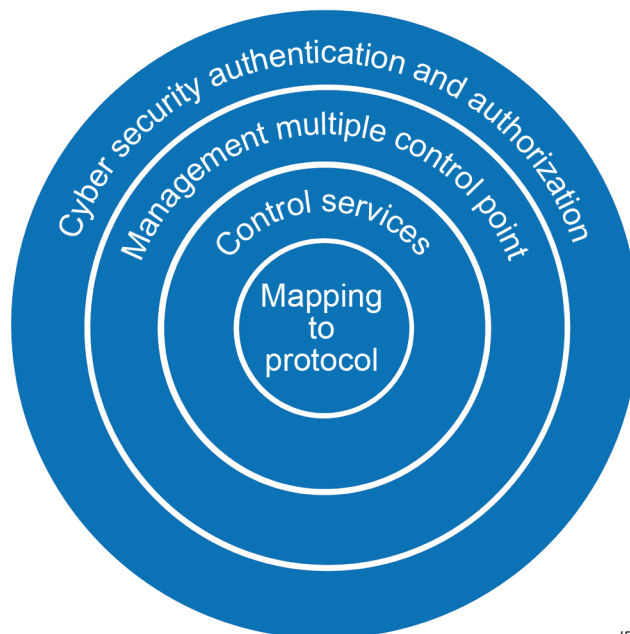 Cyber security authentication and authorization
Management multiple control point
Control services
Mapping
to
protocol